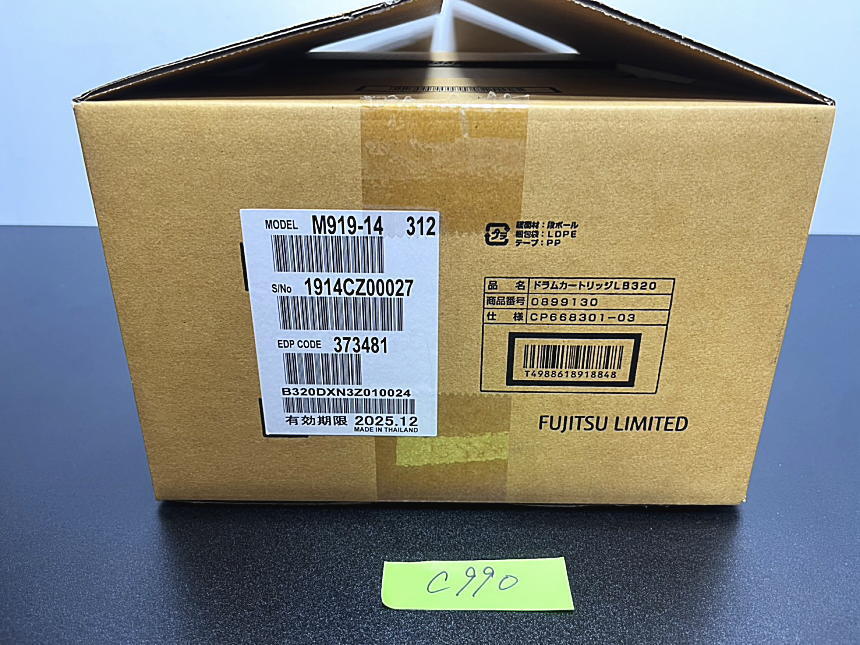 MODEL M919-14 312
S/No 1914CZ00027
EDP CODE 373481
B320DXN3Z010024
有効期限 2025.12
MADE IN THAILAND
プラ
緩衝材：段ボール
梱包袋：LDPE
テープ：PP
品 名 ドラムカートリッジLB320
商品番号 0899130
仕 様 CP668301-03
T4988618918848
FUJITSU LIMITED
C990